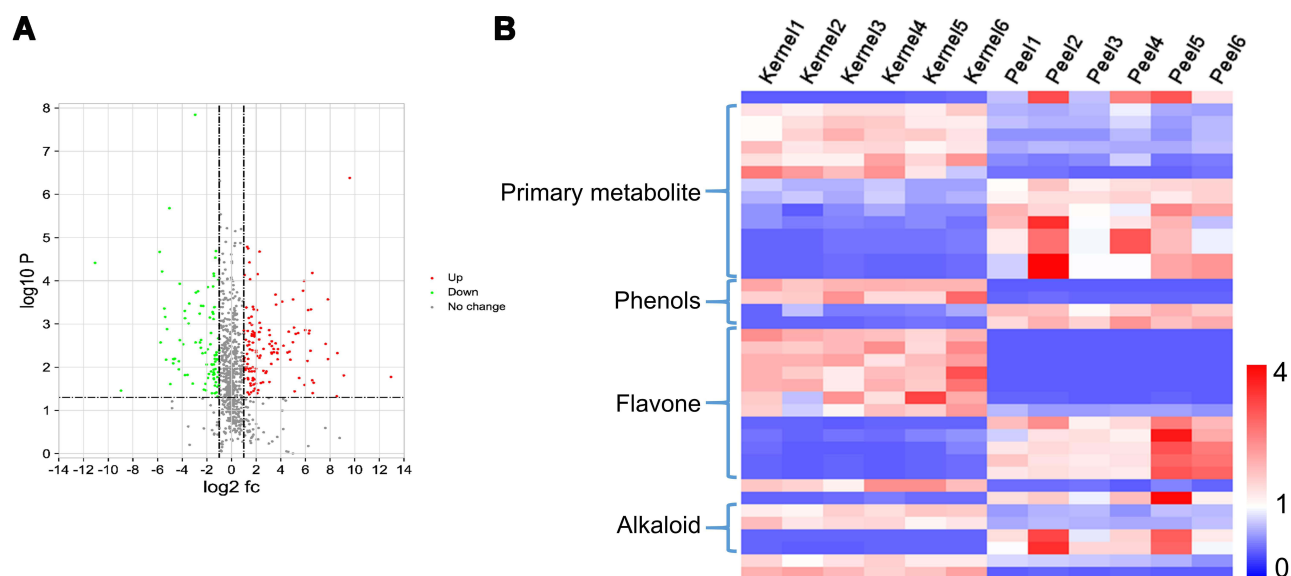 A
B
Kernel1 Kernel2 Kernel3 Kernel4 Kernel5 Kernel6 Peel1 Peel2 Peel3 Peel4 Peel5 Peel6
8
7
6
5
4
3
2
1
0
log10 P
-14 -12 -10 -8 -6 -4 -2 0 2 4 6 8 10 12 14
log2 fc
Up
Down
No change
Primary metabolite
Phenols
Flavone
Alkaloid
4
1
0